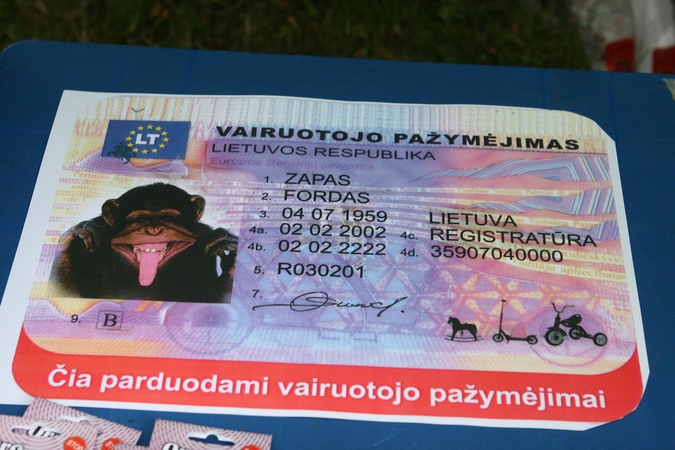 LT
VAIRUOTOJO PAŽYMĖJIMAS
LIETUVOS RESPUBLIKA
1. ZAPAS
2. FORDAS
3. 04 07 1959 LIETUVA
4a. 02 02 2002 4c. REGISTRATŪRA
4b. 02 02 2222 4d. 35907040000
5. R030201
7.
9. B
Čia parduodami vairuotojo pažymėjimai
STOP